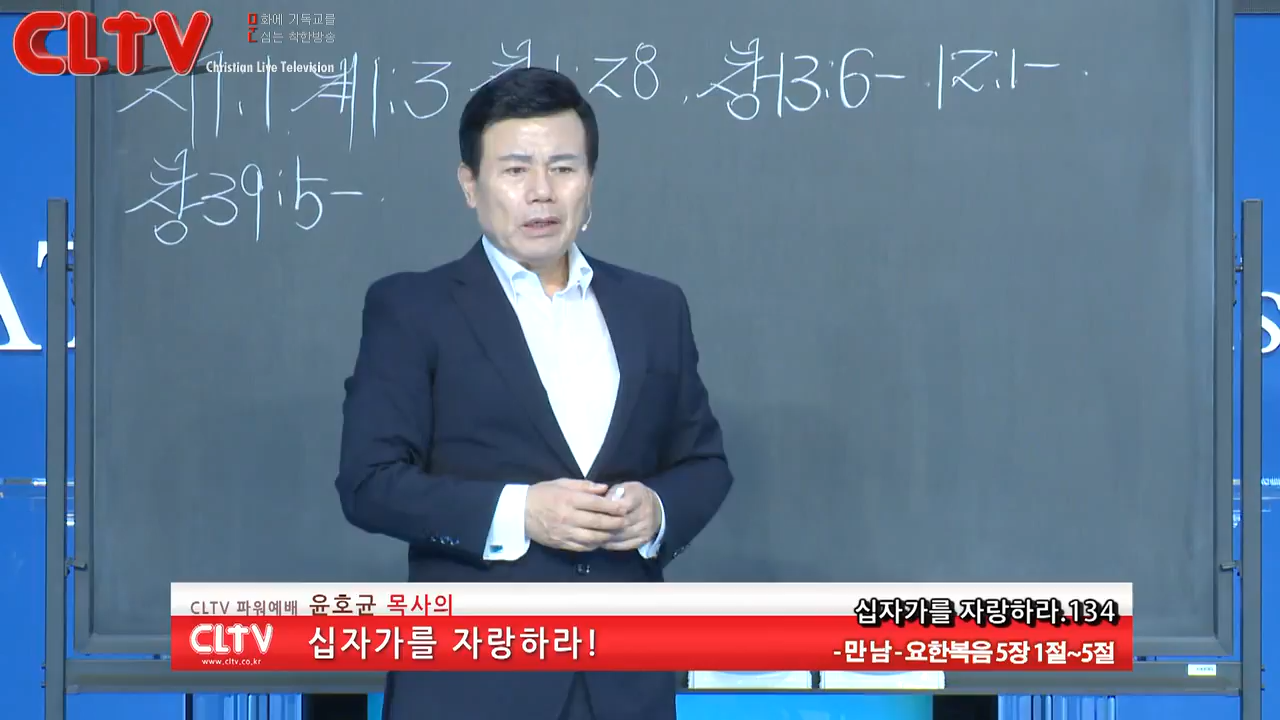 CLTV
문화에 기독교를
심는 착한방송
Christian Live Television
시1:1 계1:3 창1:28 창13:6- 12:1-
창39:5-
CLTV 파워예배 윤호균 목사의
십자가를 자랑하라.134
CLTV
www.cltv.co.kr
십자가를 자랑하라!
- 만남 - 요한복음 5장 1절~5절